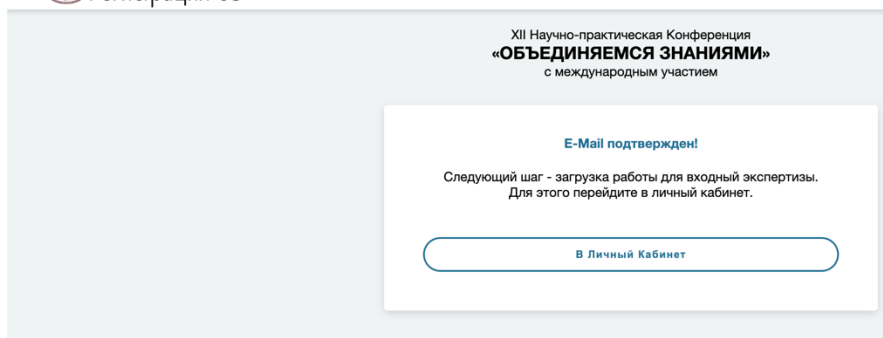 XII Научно-практическая Конференция
«ОБЪЕДИНЯЕМСЯ ЗНАНИЯМИ»
с международным участием
E-Mail подтвержден!
Следующий шаг - загрузка работы для входный экспертизы.
Для этого перейдите в личный кабинет.
В Личный Кабинет